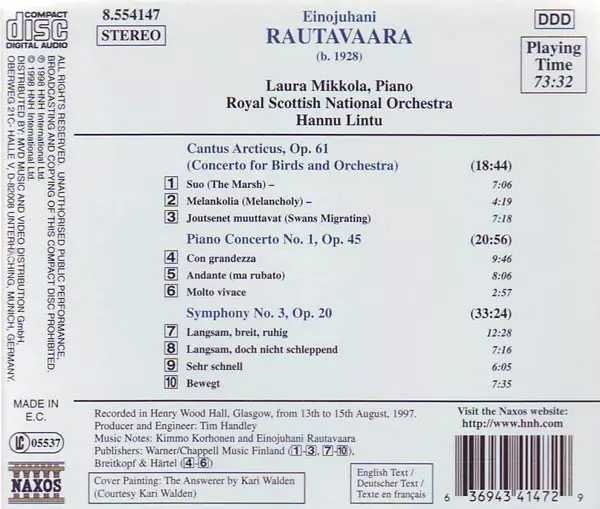 COMPACT
disc
DIGITAL AUDIO
8.554147
STEREO
Einojuhani
RAUTAVAARA
(b. 1928)
DDD
Playing
Time
73:32
Laura Mikkola, Piano
Royal Scottish National Orchestra
Hannu Lintu
Cantus Arcticus, Op. 61
(Concerto for Birds and Orchestra) (18:44)
1 Suo (The Marsh) – 7:06
2 Melankolia (Melancholy) – 4:19
3 Joutsenet muuttavat (Swans Migrating) 7:18
Piano Concerto No. 1, Op. 45 (20:56)
4 Con grandezza 9:46
5 Andante (ma rubato) 8:06
6 Molto vivace 2:57
Symphony No. 3, Op. 20 (33:24)
7 Langsam, breit, ruhig 12:28
8 Langsam, doch nicht schleppend 7:16
9 Sehr schnell 6:05
10 Bewegt 7:35
ALL RIGHTS RESERVED. UNAUTHORISED PUBLIC PERFORMANCE,
BROADCASTING AND COPYING OF THIS COMPACT DISC PROHIBITED.
℗ 1998 HNH International Ltd.
© 1998 HNH International Ltd.
DISTRIBUTED BY: MVD MUSIC AND VIDEO DISTRIBUTION GmbH,
OBERWEG 21C- HALLE V, D-82008 UNTERHACHING, MUNICH, GERMANY.
MADE IN
E.C.
LC 05537
NAXOS
Recorded in Henry Wood Hall, Glasgow, from 13th to 15th August, 1997.
Producer and Engineer: Tim Handley
Music Notes: Kimmo Korhonen and Einojuhani Rautavaara
Publishers: Warner/Chappell Music Finland (1-3, 7-10),
Breitkopf & Härtel (4-6)
Cover Painting: The Answerer by Kari Walden
(Courtesy Kari Walden)
English Text /
Deutscher Text /
Texte en français
Visit the Naxos website:
http://www.hnh.com
6 36943 41472 9